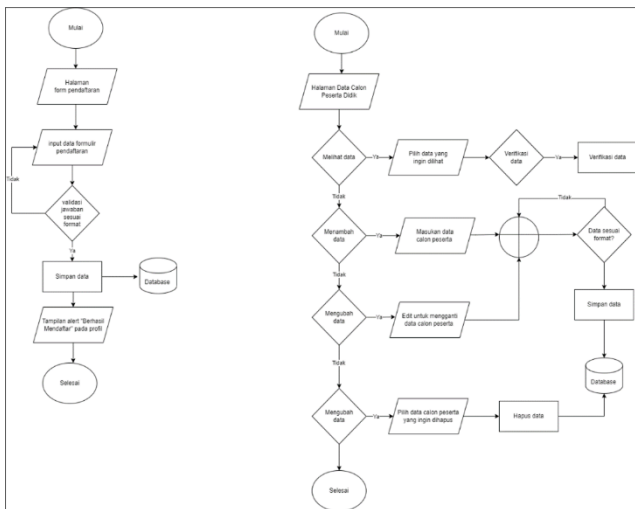 Mulai
Halaman
form pendaftaran
input data formulir
pendaftaran
Tidak
validasi
jawaban
sesuai
format
Ya
Simpan data
Database
Tampilan alert "Berhasil
Mendaftar" pada profil
Selesai
Mulai
Halaman Data Calon
Peserta Didik
Melihat data
Ya
Pilih data yang
ingin dilihat
Verifikasi
data
Ya
Verifikasi data
Tidak
Menambah
data
Ya
Masukan data
calon peserta
Tidak
Data sesuai
format?
Tidak
Mengubah
data
Ya
Edit untuk mengganti
data calon peserta
Simpan data
Database
Tidak
Mengubah
data
Ya
Pilih data calon peserta
yang ingin dihapus
Hapus data
Selesai